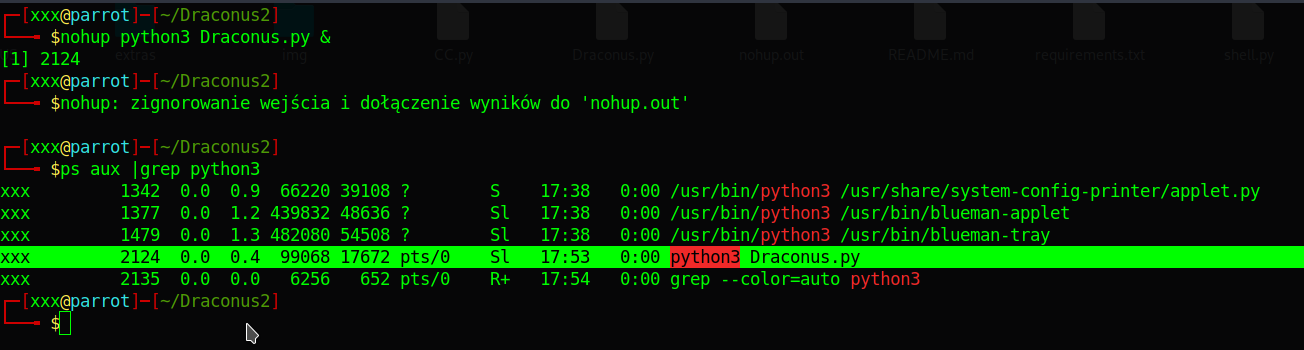 ┌─[xxx@parrot]─[~/Draconus2]
└──╼ $nohup python3 Draconus.py &
extras img CC.py Draconus.py nohup.out README.md requirements.txt shell.py
[1] 2124
┌─[xxx@parrot]─[~/Draconus2]
└──╼ $nohup: zignorowanie wejścia i dołączenie wyników do 'nohup.out'
┌─[xxx@parrot]─[~/Draconus2]
└──╼ $ps aux |grep python3
xxx 1342 0.0 0.9 66220 39108 ? S 17:38 0:00 /usr/bin/python3 /usr/share/system-config-printer/applet.py
xxx 1377 0.0 1.2 439832 48636 ? Sl 17:38 0:00 /usr/bin/python3 /usr/bin/blueman-applet
xxx 1479 0.0 1.3 482080 54508 ? Sl 17:38 0:00 /usr/bin/python3 /usr/bin/blueman-tray
xxx 2124 0.0 0.4 99068 17672 pts/0 Sl 17:53 0:00 python3 Draconus.py
xxx 2135 0.0 0.0 6256 652 pts/0 R+ 17:54 0:00 grep --color=auto python3
┌─[xxx@parrot]─[~/Draconus2]
└──╼ $